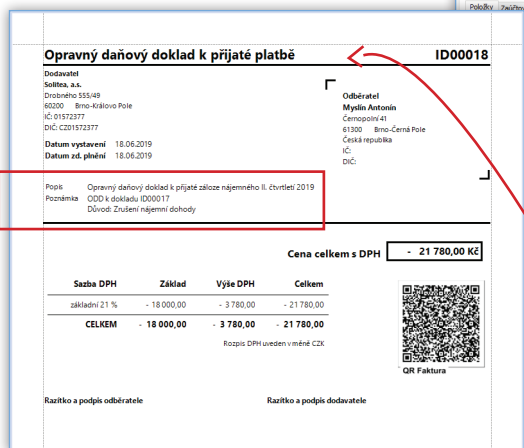 Položky
Opravný daňový doklad k přijaté platbě ID00018
Dodavatel
Solitea, a.s.
Drobného 555/49
60200 Brno-Královo Pole
IČ: 01572377
DIČ: CZ01572377
Datum vystavení 18.06.2019
Datum zd. plnění 18.06.2019
Odběratel
Myslín Antonín
Černopolní 41
61300 Brno-Černá Pole
Česká republika
IČ:
DIČ:
Popis Opravný daňový doklad k přijaté záloze nájemného II. čtvrtletí 2019
Poznámka ODD k dokladu ID00017
Důvod: Zrušení nájemní dohody
Cena celkem s DPH - 21 780,00 Kč
Sazba DPH Základ Výše DPH Celkem
základní 21 % - 18 000,00 - 3 780,00 - 21 780,00
CELKEM - 18 000,00 - 3 780,00 - 21 780,00
Rozpis DPH uveden v měně CZK
QR Faktura
Razítko a podpis odběratele Razítko a podpis dodavatele